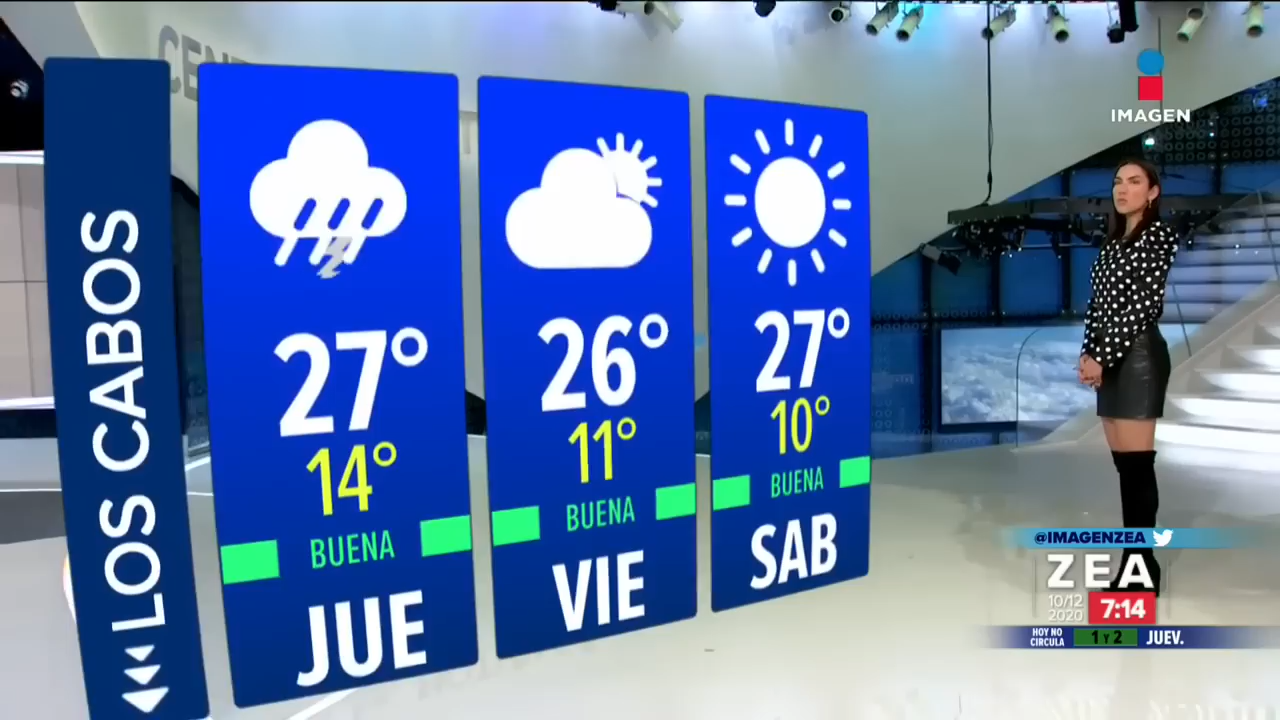 CENT
IMAGEN
LOS CABOS
27°
14°
BUENA
JUE
26°
11°
BUENA
VIE
27°
10°
BUENA
SAB
@IMAGENZEA
ZEA
10/12
2020
7:14
HOY NO
CIRCULA
1 Y 2
JUEV.